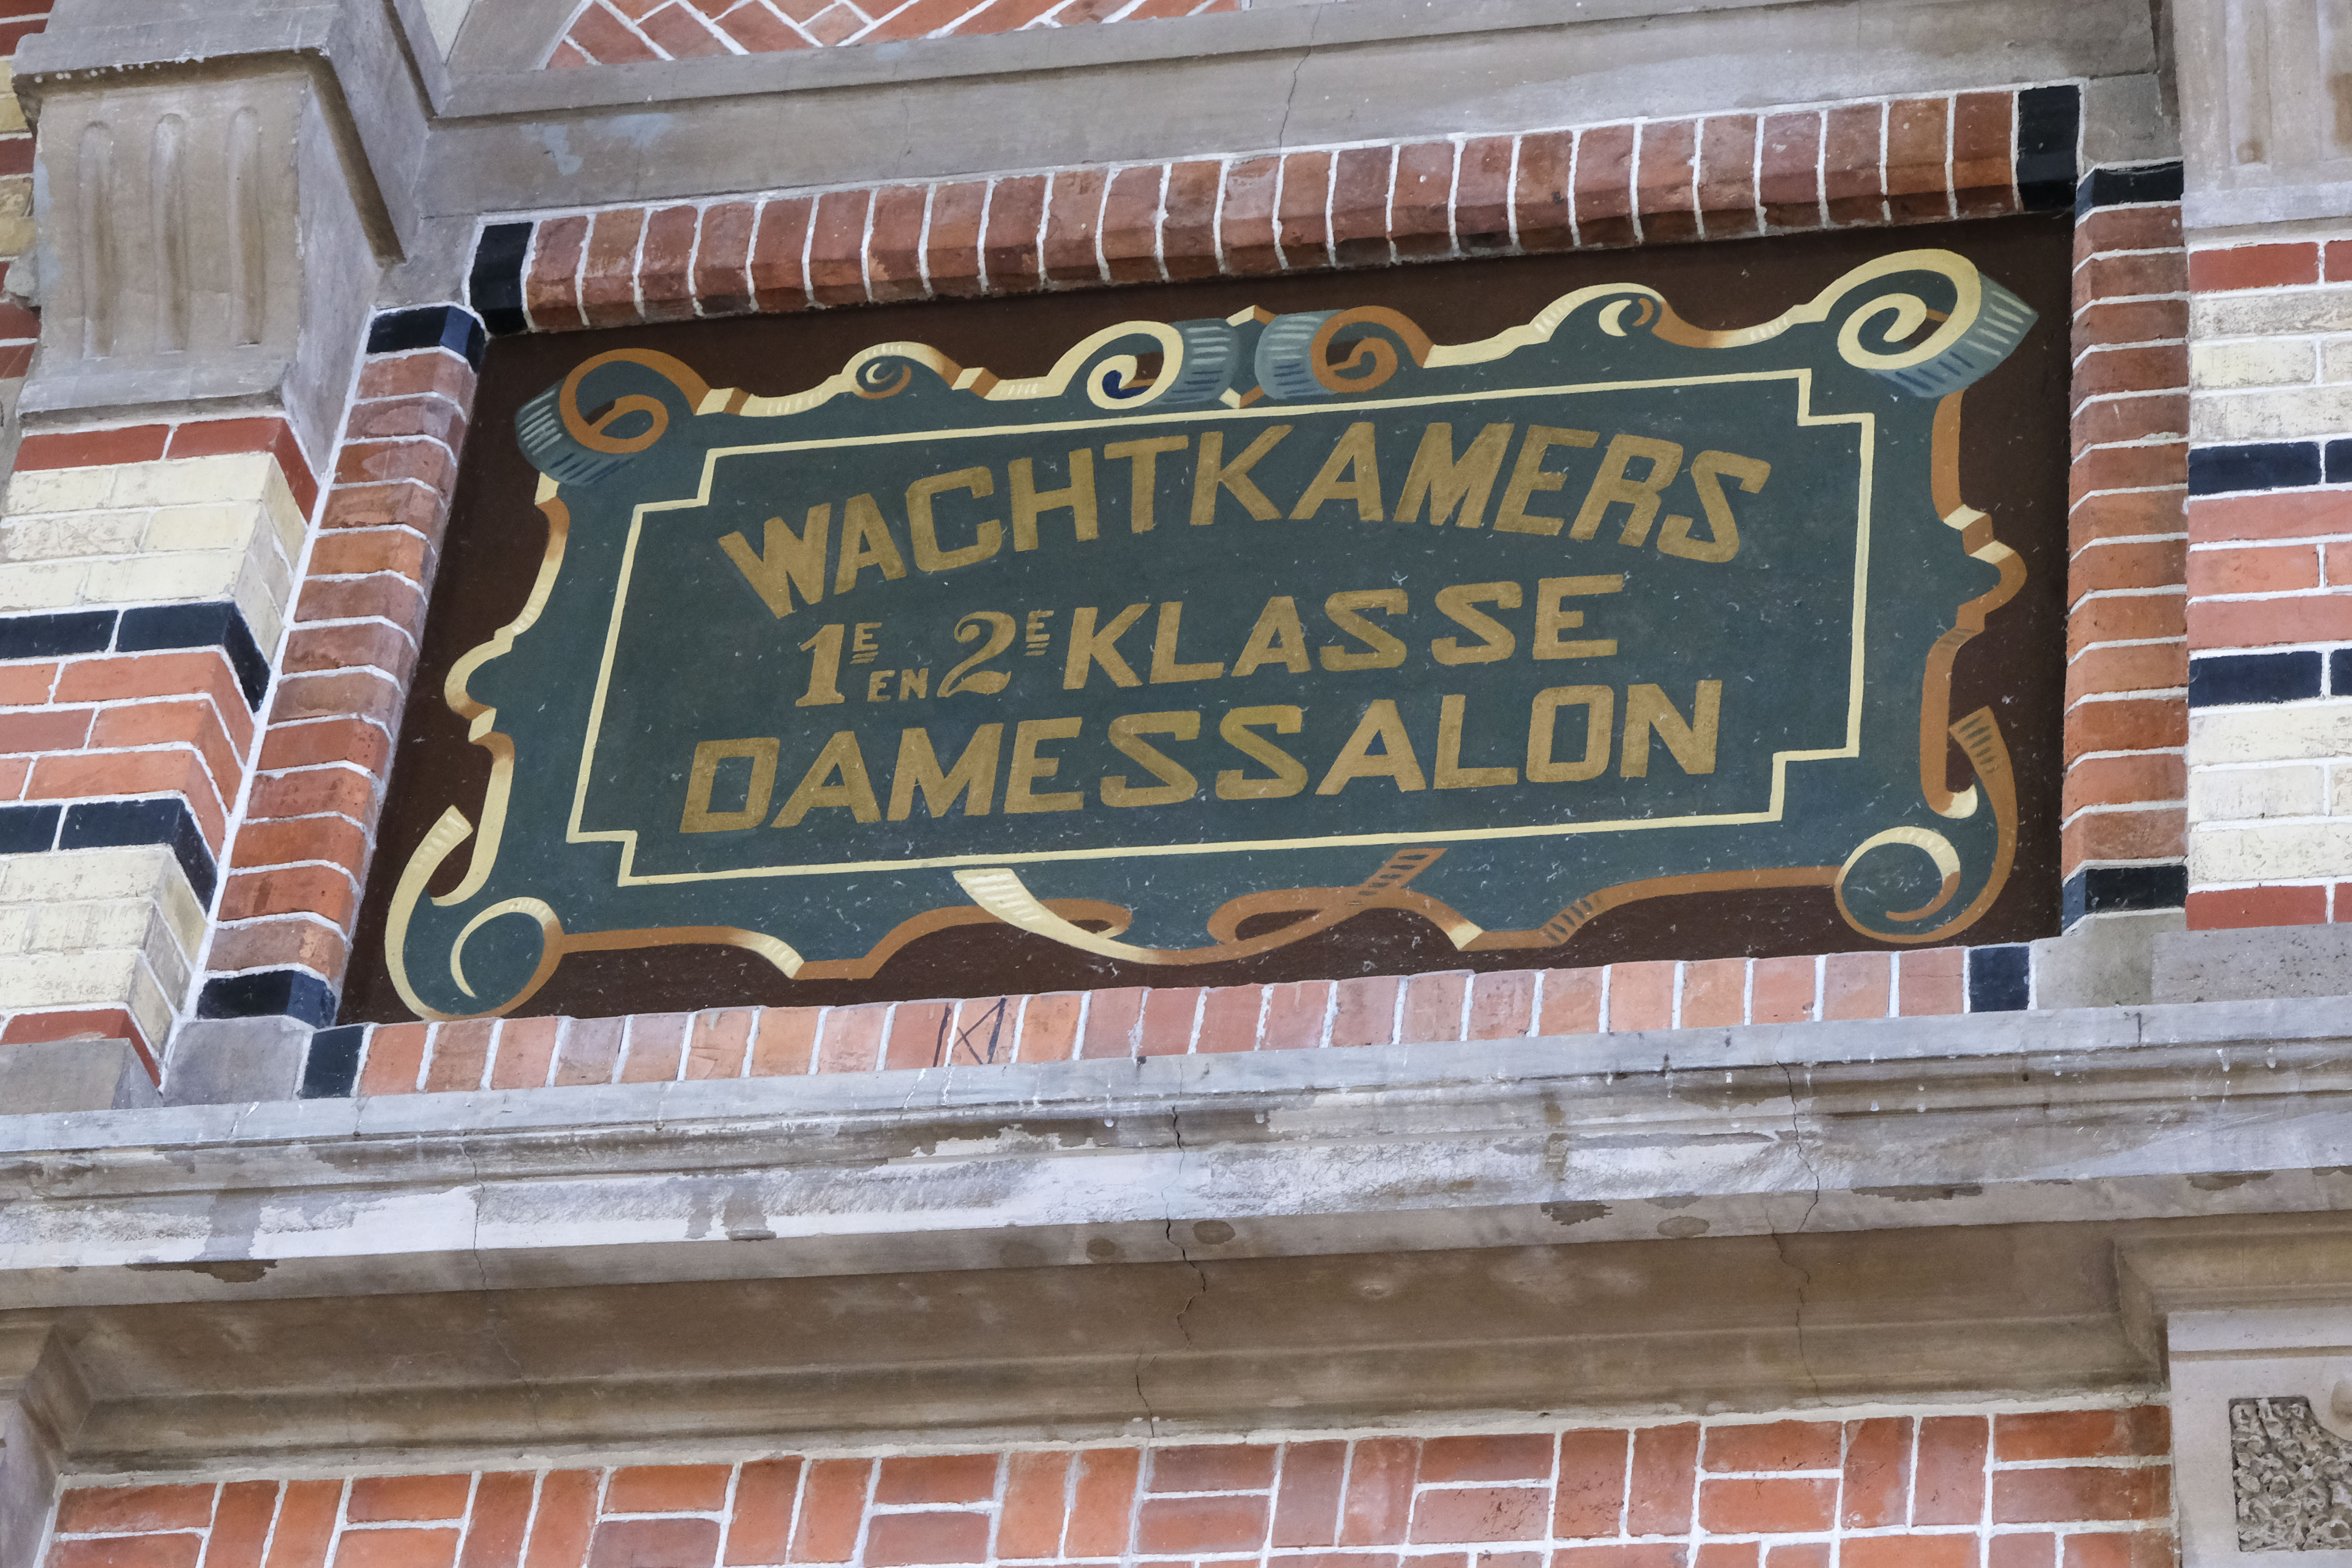 WACHTKAMERS
1E EN 2E KLASSE
DAMESSALON